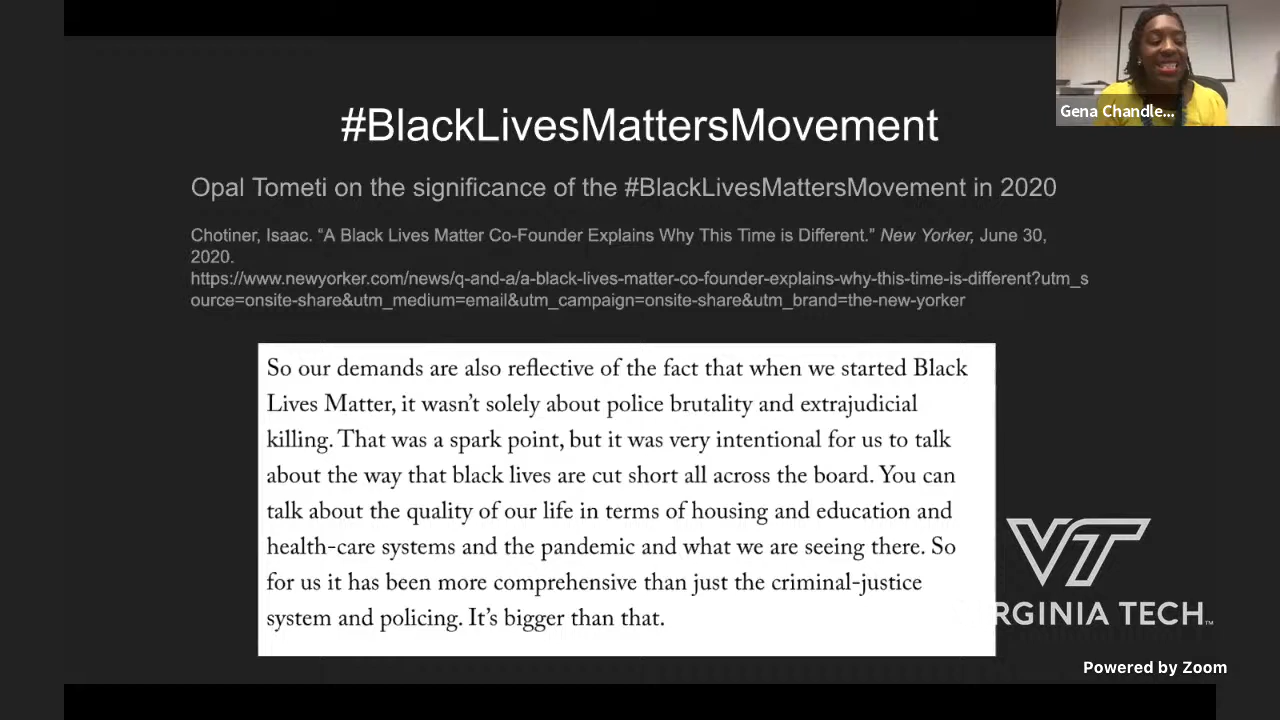 #BlackLivesMattersMovement
Gena Chandle...
Opal Tometi on the significance of the #BlackLivesMattersMovement in 2020
Chotiner, Isaac. “A Black Lives Matter Co-Founder Explains Why This Time is Different.” New Yorker, June 30,
2020.
https://www.newyorker.com/news/q-and-a/a-black-lives-matter-co-founder-explains-why-this-time-is-different?utm_s
ource=onsite-share&utm_medium=email&utm_campaign=onsite-share&utm_brand=the-new-yorker
So our demands are also reflective of the fact that when we started Black
Lives Matter, it wasn’t solely about police brutality and extrajudicial
killing. That was a spark point, but it was very intentional for us to talk
about the way that black lives are cut short all across the board. You can
talk about the quality of our life in terms of housing and education and
health-care systems and the pandemic and what we are seeing there. So
for us it has been more comprehensive than just the criminal-justice
system and policing. It’s bigger than that.
VT
RGINIA TECH™
Powered by Zoom